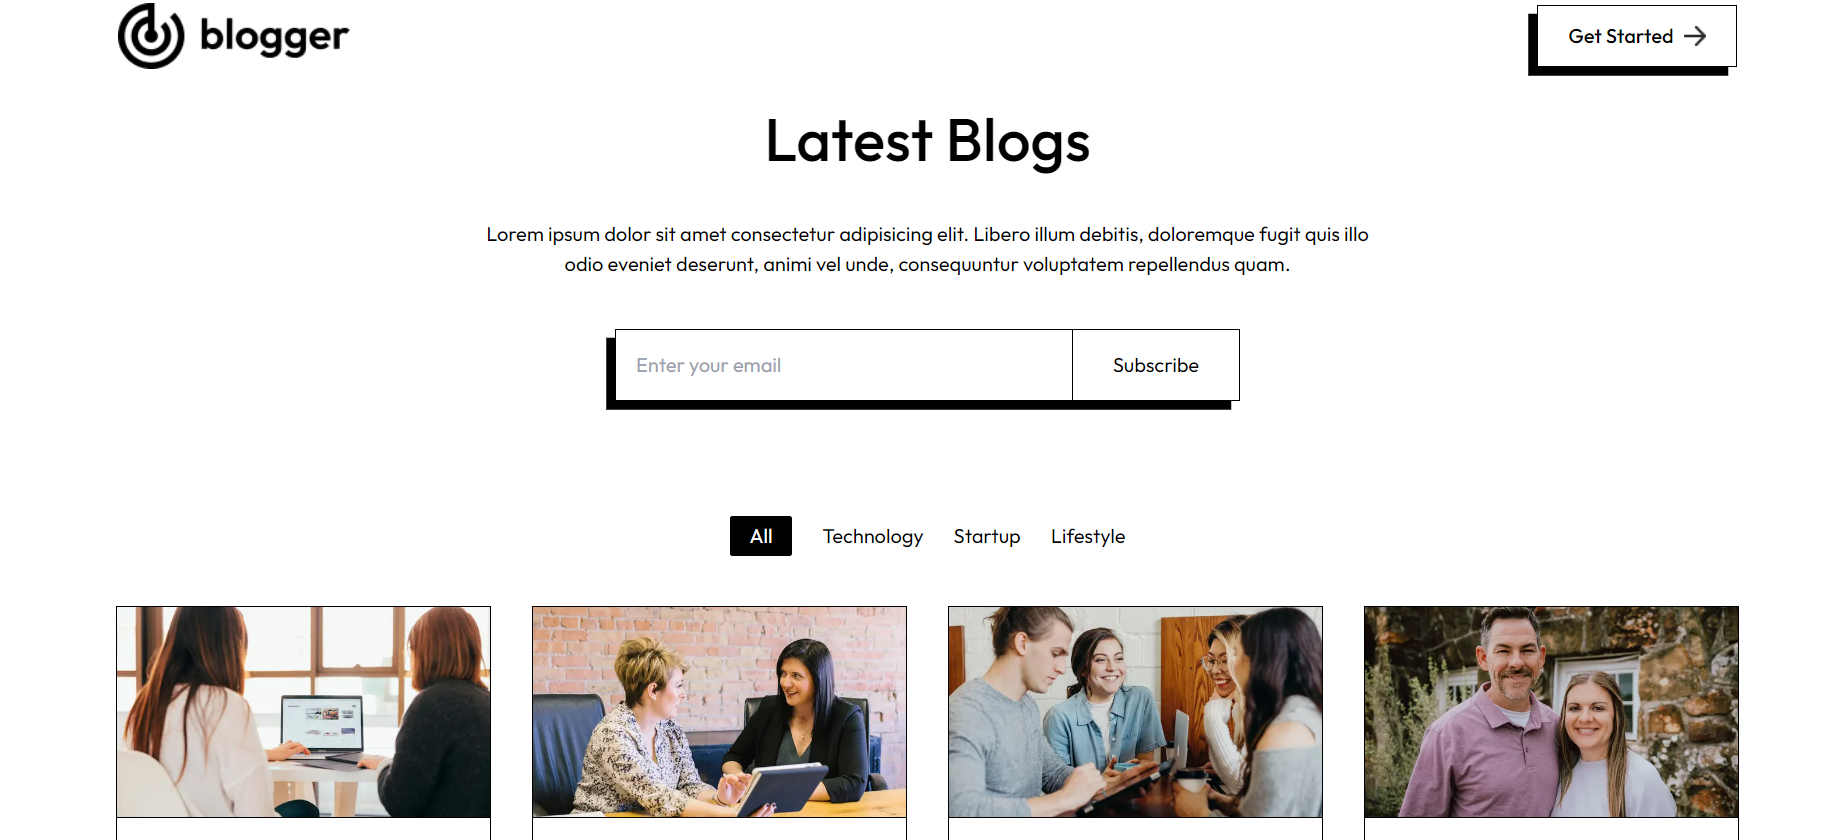 blogger
Get Started
Latest Blogs
Lorem ipsum dolor sit amet consectetur adipisicing elit. Libero illum debitis, doloremque fugit quis illo
odio eveniet deserunt, animi vel unde, consequuntur voluptatem repellendus quam.
Enter your email
Subscribe
All Technology Startup Lifestyle